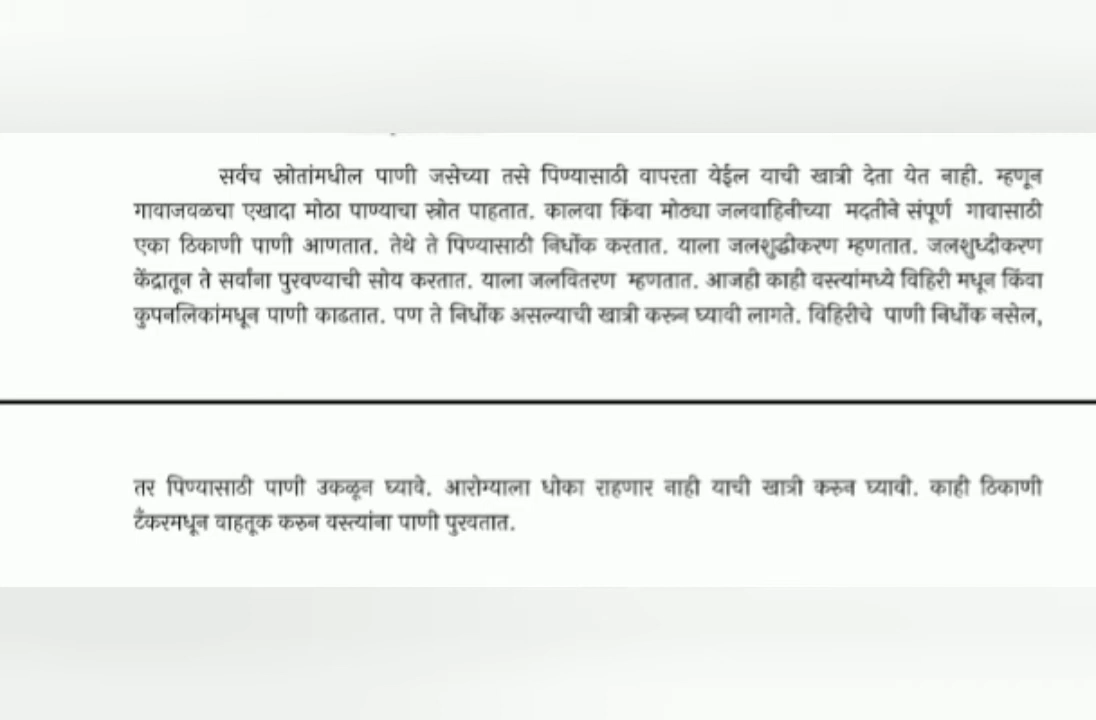 सर्वच स्रोतांमधील पाणी जसेच्या तसे पिण्यासाठी वापरता येईल याची खात्री देता येत नाही. म्हणून
गावाजवळचा एखादा मोठा पाण्याचा स्रोत पाहतात. कालवा किंवा मोठ्या जलवाहिनीच्या मदतीने संपूर्ण गावासाठी
एका ठिकाणी पाणी आणतात. तेथे ते पिण्यासाठी निर्धोक करतात. याला जलशुद्धीकरण म्हणतात. जलशुध्दीकरण
केंद्रातून ते सर्वांना पुरवण्याची सोय करतात. याला जलवितरण म्हणतात. आजही काही वस्त्यांमध्ये विहिरी मधून किंवा
कुपनलिकांमधून पाणी काढतात. पण ते निर्धोक असल्याची खात्री करून घ्यावी लागते. विहिरीचे पाणी निर्धोक नसेल,
तर पिण्यासाठी पाणी उकळून घ्यावे. आरोग्याला धोका राहणार नाही याची खात्री करून घ्यावी. काही ठिकाणी
टँकरमधून वाहतूक करुन वस्त्यांना पाणी पुरवतात.